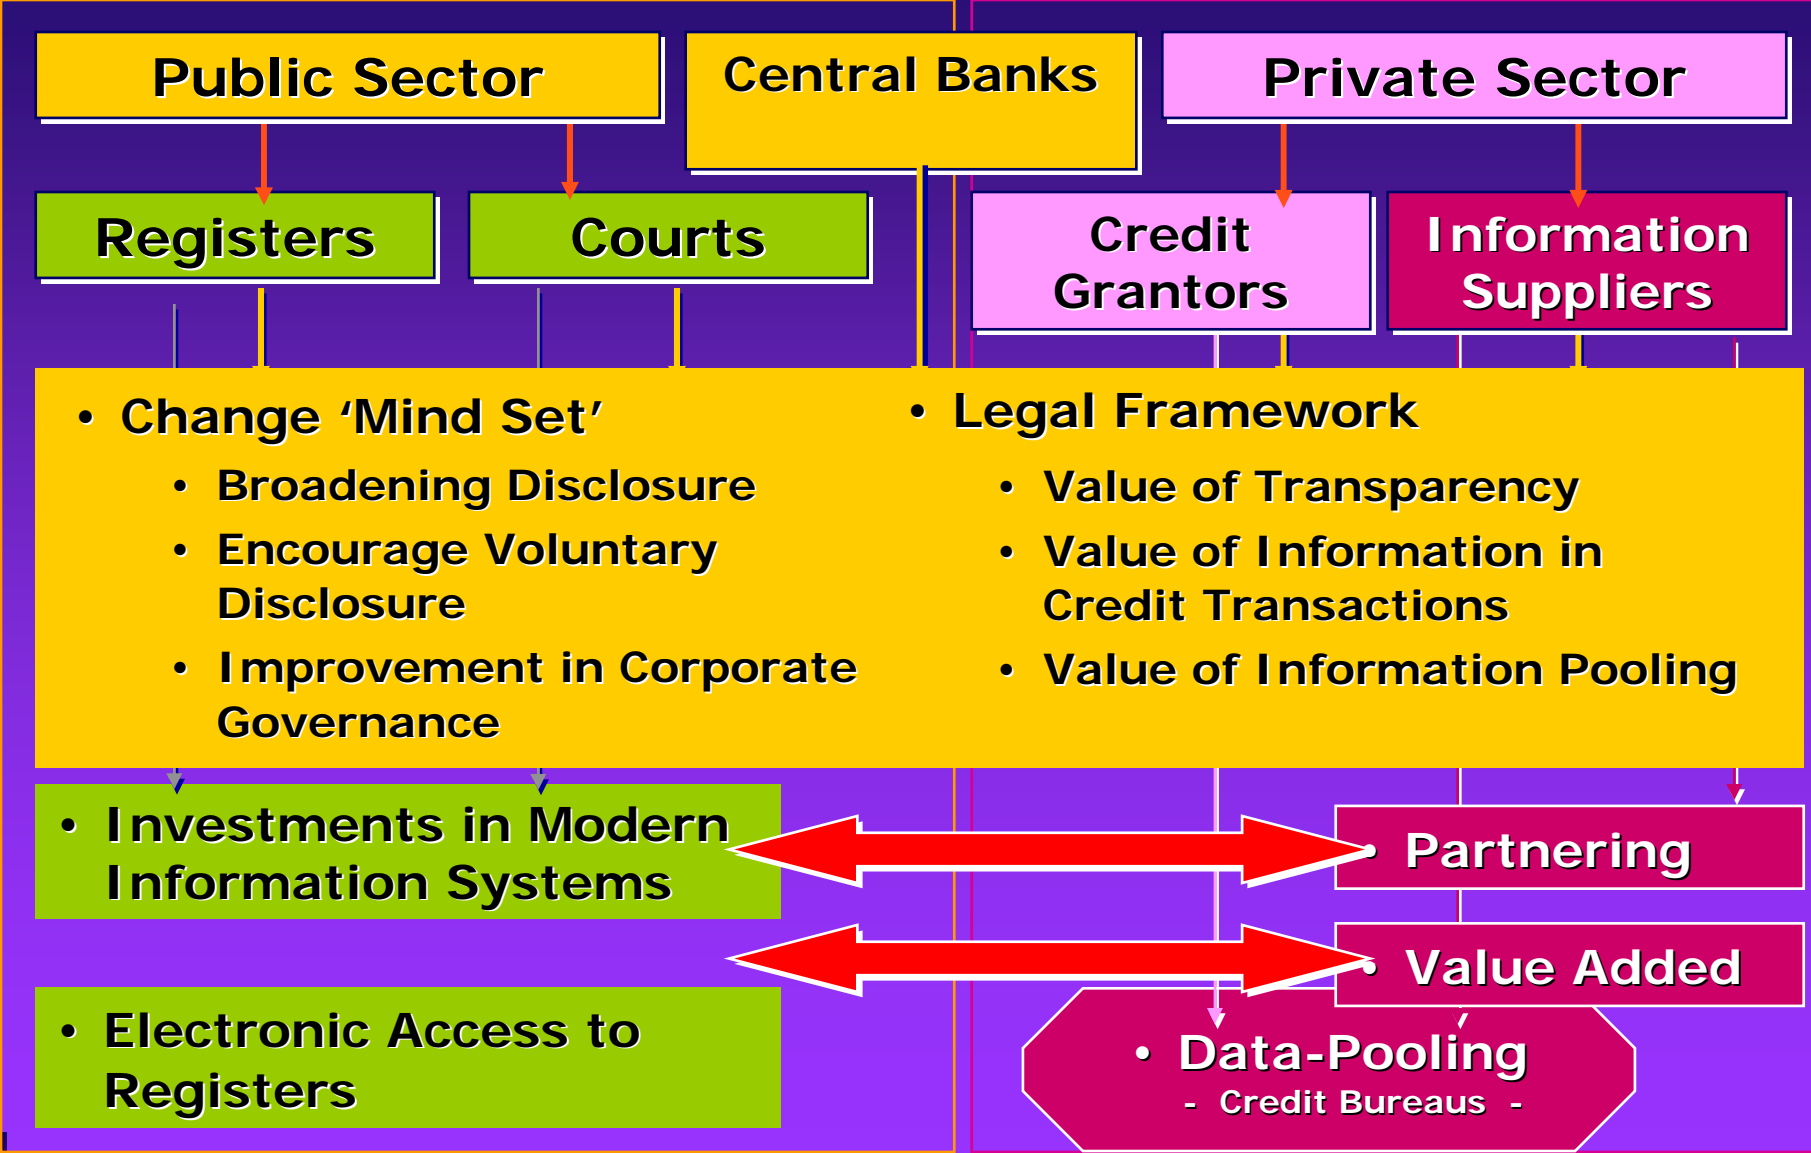 Public Sector
Central Banks
Private Sector
Registers
Courts
Credit
Grantors
Information
Suppliers
• Change ‘Mind Set’
• Broadening Disclosure
• Encourage Voluntary
Disclosure
• Improvement in Corporate
Governance
• Legal Framework
• Value of Transparency
• Value of Information in
Credit Transactions
• Value of Information Pooling
• Investments in Modern
Information Systems
• Partnering
• Value Added
• Electronic Access to
Registers
• Data-Pooling
- Credit Bureaus -